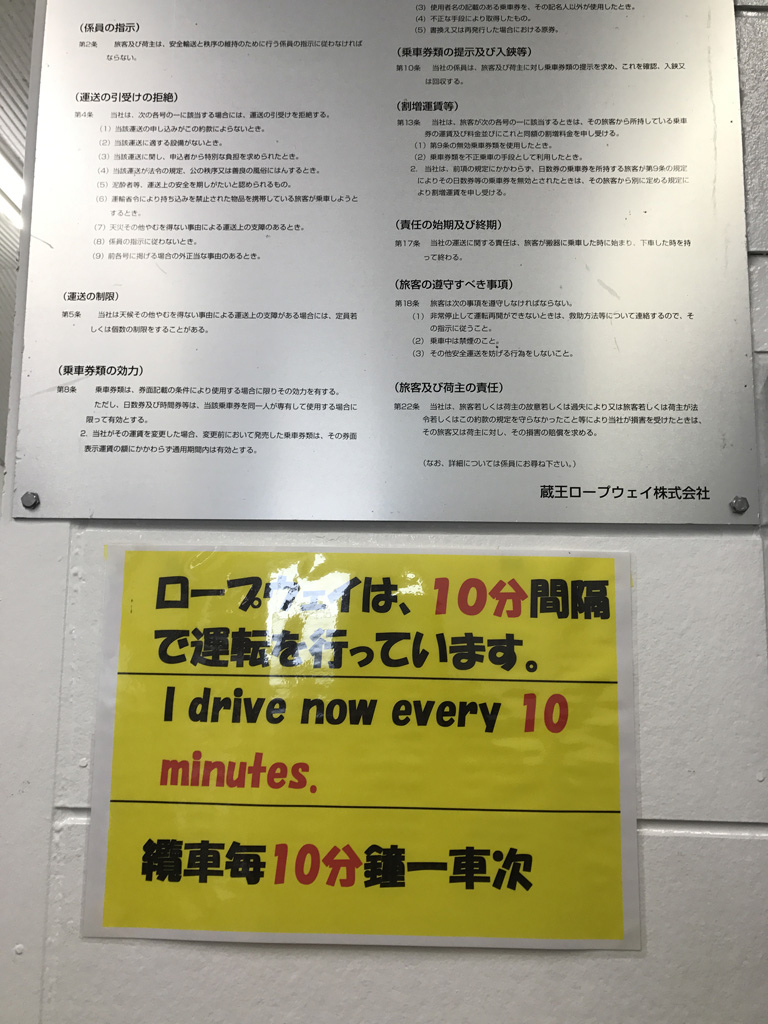 （係員の指示）
第2条　旅客及び荷主は、安全輸送と秩序の維持のために行う係員の指示に従わなければ
ならない。
（運送の引受けの拒絶）
第4条　当社は、次の各号の一に該当する場合には、運送の引受けを拒絶する。
（1）当該運送の申し込みがこの約款によらないとき。
（2）当該運送に適する設備がないとき。
（3）当該運送に関し、申込者から特別な負担を求められたとき。
（4）当該運送が法令の規定、公の秩序又は善良の風俗にはんするとき。
（5）泥酔者等、運送上の安全を期しがたいと認められるもの。
（6）運輸省令により持ち込みを禁止された物品を携帯している旅客が乗車しようと
するとき。
（7）天災その他やむを得ない事由による運送上の支障のあるとき。
（8）係員の指示に従わないとき。
（9）前各号に掲げる場合の外正当な事由のあるとき。
（運送の制限）
第5条　当社は天候その他やむを得ない事由による運送上の支障がある場合には、定員若
しくは個数の制限をすることがある。
（乗車券類の効力）
第8条　乗車券類は、券面記載の条件により使用する場合に限りその効力を有する。
ただし、日数券及び時間券等は、当該乗車券を同一人が専有して使用する場合に
限って有効とする。
2. 当社がその運賃を変更した場合、変更前において発売した乗車券類は、その券面
表示運賃の額にかかわらず通用期間内は有効とする。
（3）使用者名の記載のある乗車券を、その記名人以外が使用したとき。
（4）不正な手段により取得したもの。
（5）書換え又は再発行した場合における原券。
（乗車券類の提示及び入鋏等）
第10条　当社の係員は、旅客及び荷主に対し乗車券類の提示を求め、これを確認、入鋏又
は回収する。
（割増運賃等）
第13条　当社は、旅客が次の各号の一に該当するときは、その旅客から所持している乗車
券の運賃及び料金並びにこれと同額の割増料金を申し受ける。
（1）第9条の無効乗車券類を使用したとき。
（2）乗車券類を不正乗車の手段として利用したとき。
2. 当社は、前項の規定にかかわらず、日数券の乗車券を所持する旅客が第9条の規定
によりその日数券等の乗車券を無効とされたときは、その旅客から別に定める規定に
より割増運賃を申し受ける。
（責任の始期及び終期）
第17条　当社の運送に関する責任は、旅客が搬器に乗車した時に始まり、下車した時を持
って終わる。
（旅客の遵守すべき事項）
第18条　旅客は次の事項を遵守しなければならない。
（1）非常停止して運転再開ができないときは、救助方法等について連絡するので、そ
の指示に従うこと。
（2）乗車中は禁煙のこと。
（3）その他安全運送を妨げる行為をしないこと。
（旅客及び荷主の責任）
第22条　当社は、旅客若しくは荷主の故意若しくは過失により又は旅客若しくは荷主が法
令若しくはこの約款の規定を守らなかったこと等により当社が損害を受けたときは、
その旅客又は荷主に対し、その損害の賠償を求める。
（なお、詳細については係員にお尋ね下さい。）
蔵王ロープウェイ株式会社
ロープウェイは、10分間隔
で運転を行っています。
I drive now every 10
minutes.
纜車毎10分鐘一車次